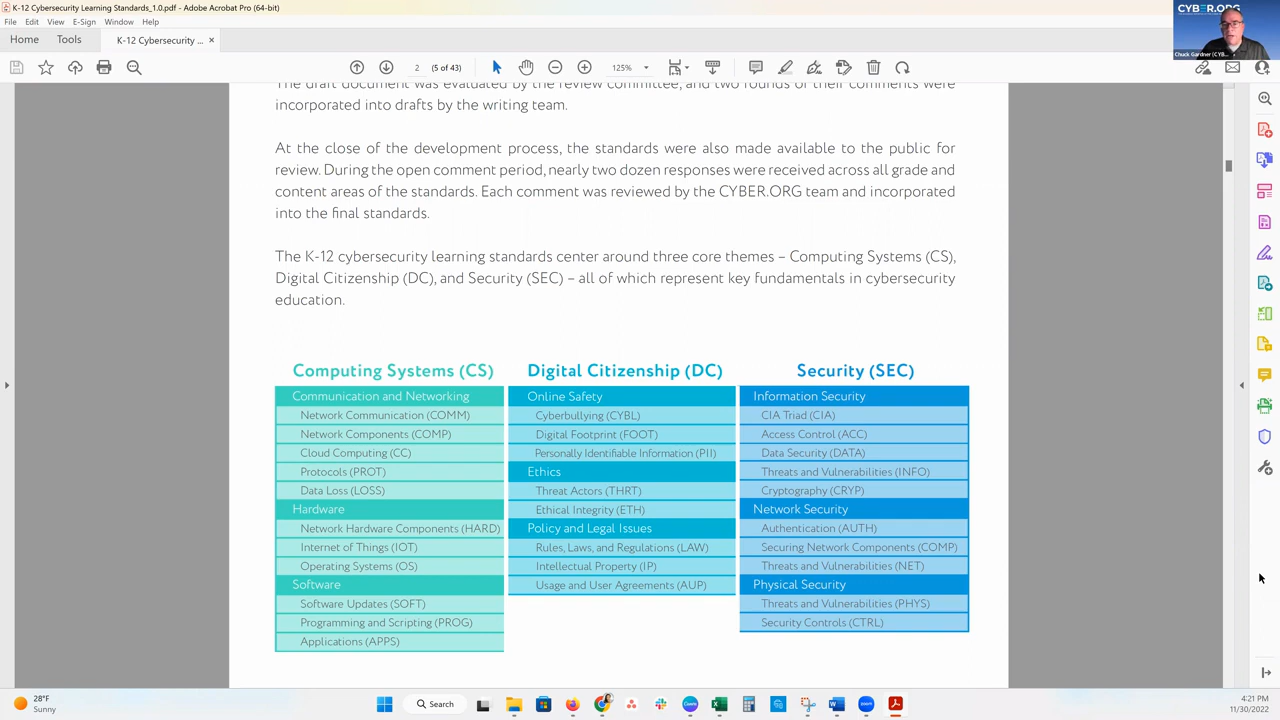 K-12 Cybersecurity Learning Standards_1.0.pdf - Adobe Acrobat Pro (64-bit)
File Edit View E-Sign Window Help
Home Tools K-12 Cybersecurity ... ×
2 (5 of 43) 125%
CYBER.ORG
Chuck Gardner (CYB...
The draft document was evaluated by the review committee, and two rounds of their comments were
incorporated into drafts by the writing team.
At the close of the development process, the standards were also made available to the public for
review. During the open comment period, nearly two dozen responses were received across all grade and
content areas of the standards. Each comment was reviewed by the CYBER.ORG team and incorporated
into the final standards.
The K-12 cybersecurity learning standards center around three core themes – Computing Systems (CS),
Digital Citizenship (DC), and Security (SEC) – all of which represent key fundamentals in cybersecurity
education.
Computing Systems (CS)
Communication and Networking
Network Communication (COMM)
Network Components (COMP)
Cloud Computing (CC)
Protocols (PROT)
Data Loss (LOSS)
Hardware
Network Hardware Components (HARD)
Internet of Things (IOT)
Operating Systems (OS)
Software
Software Updates (SOFT)
Programming and Scripting (PROG)
Applications (APPS)
Digital Citizenship (DC)
Online Safety
Cyberbullying (CYBL)
Digital Footprint (FOOT)
Personally Identifiable Information (PII)
Ethics
Threat Actors (THRT)
Ethical Integrity (ETH)
Policy and Legal Issues
Rules, Laws, and Regulations (LAW)
Intellectual Property (IP)
Usage and User Agreements (AUP)
Security (SEC)
Information Security
CIA Triad (CIA)
Access Control (ACC)
Data Security (DATA)
Threats and Vulnerabilities (INFO)
Cryptography (CRYP)
Network Security
Authentication (AUTH)
Securing Network Components (COMP)
Threats and Vulnerabilities (NET)
Physical Security
Threats and Vulnerabilities (PHYS)
Security Controls (CTRL)
28°F
Sunny
Search
4:21 PM
11/30/2022